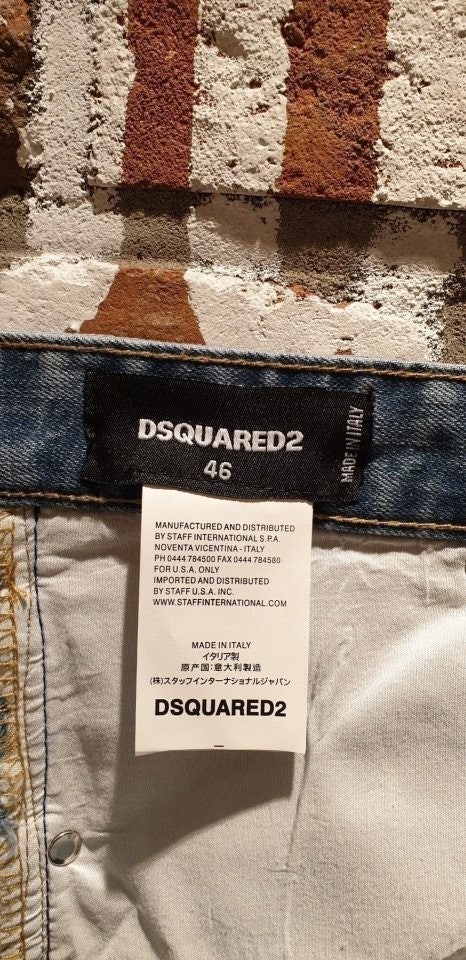 DSQUARED2
46
MADE IN ITALY
MANUFACTURED AND DISTRIBUTED
BY STAFF INTERNATIONAL S.P.A.
NOVENTA VICENTINA - ITALY
PH 0444 784500 FAX 0444 784580
FOR U.S.A. ONLY
IMPORTED AND DISTRIBUTED
BY STAFF U.S.A. INC.
WWW.STAFFINTERNATIONAL.COM
MADE IN ITALY
イタリア製
原产国:意大利製造
(株)スタッフインターナショナルジャパン
DSQUARED2